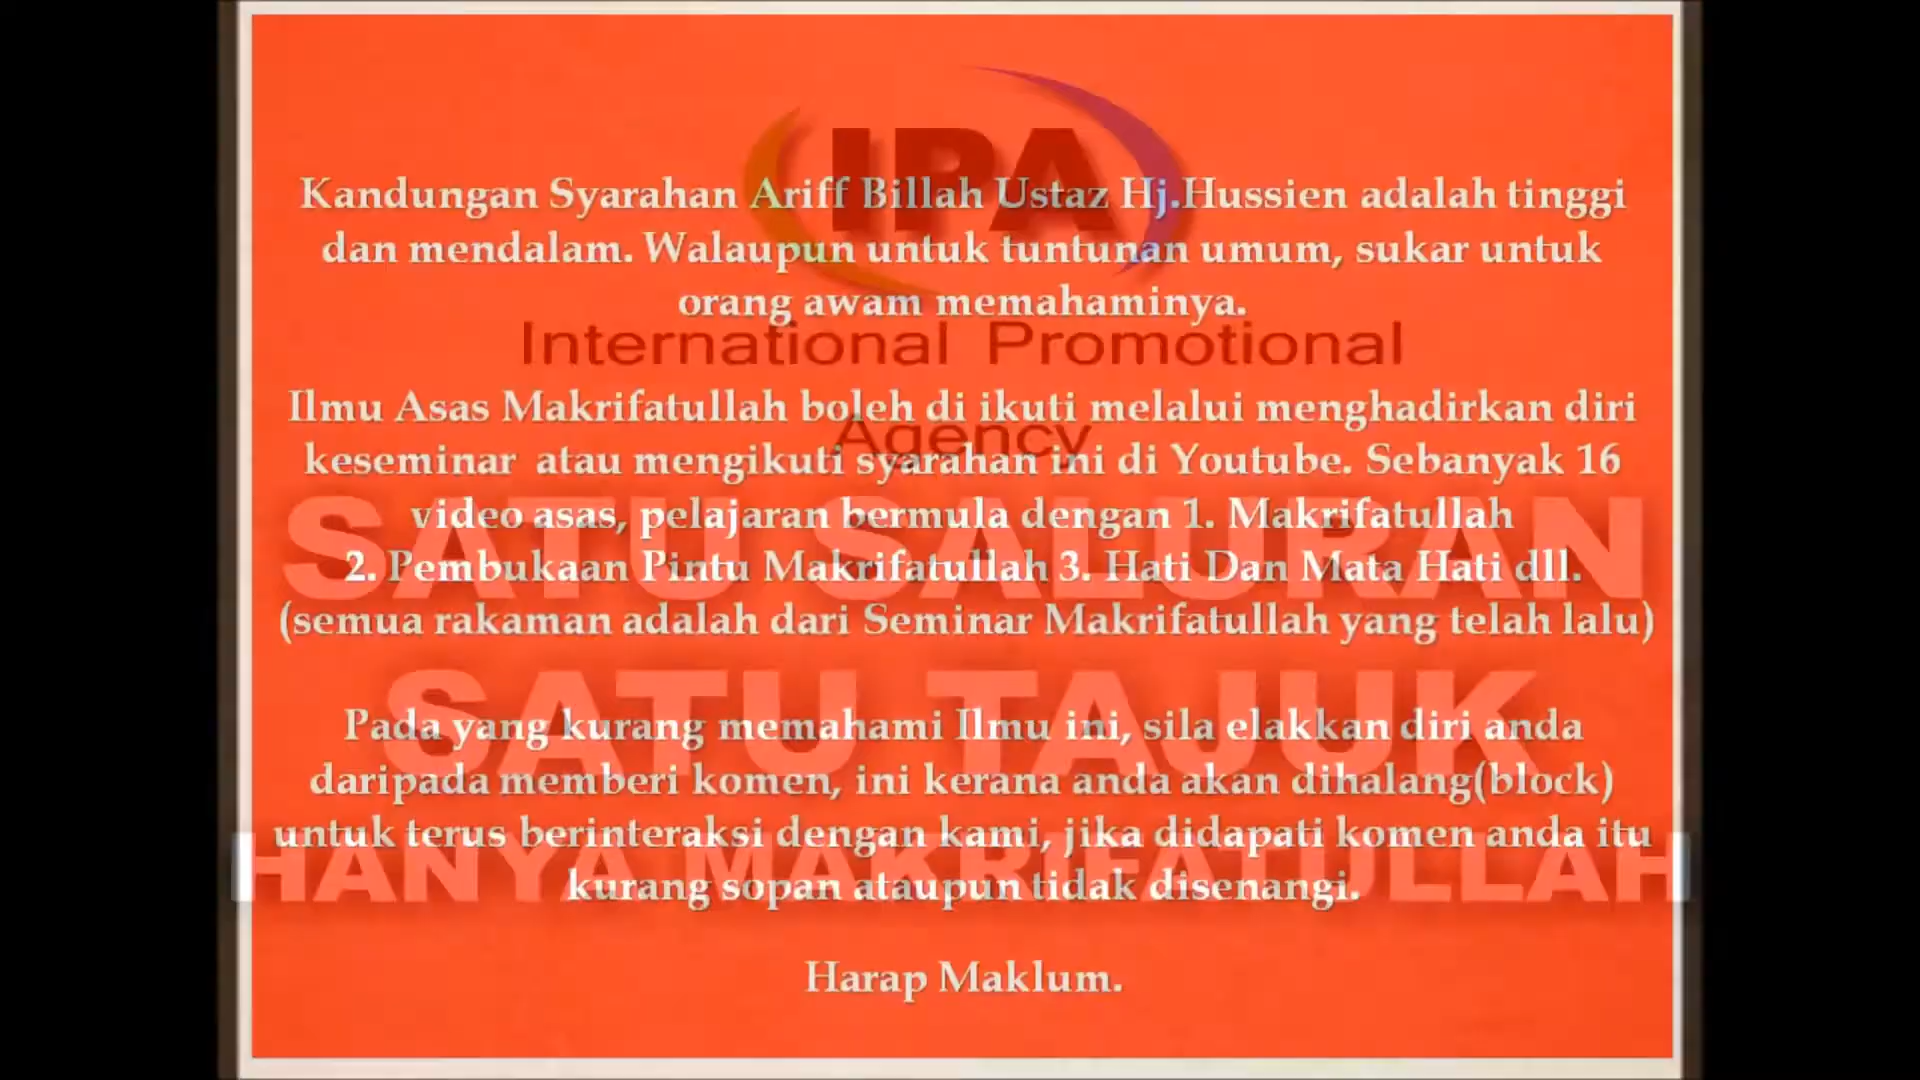 IPA
Kandungan Syarahan Ariff Billah Ustaz Hj.Hussien adalah tinggi
dan mendalam. Walaupun untuk tuntunan umum, sukar untuk
orang awam memahaminya.
International Promotional
Ilmu Asas Makrifatullah boleh di ikuti melalui menghadirkan diri
Agency
keseminar atau mengikuti syarahan ini di Youtube. Sebanyak 16
video asas, pelajaran bermula dengan 1. Makrifatullah
SATU SALURAN
2. Pembukaan Pintu Makrifatullah 3. Hati Dan Mata Hati dll.
(semua rakaman adalah dari Seminar Makrifatullah yang telah lalu)
SATU TAJUK
Pada yang kurang memahami Ilmu ini, sila elakkan diri anda
daripada memberi komen, ini kerana anda akan dihalang(block)
untuk terus berinteraksi dengan kami, jika didapati komen anda itu
HANYA MAKRIFATULLAH
kurang sopan ataupun tidak disenangi.
Harap Maklum.